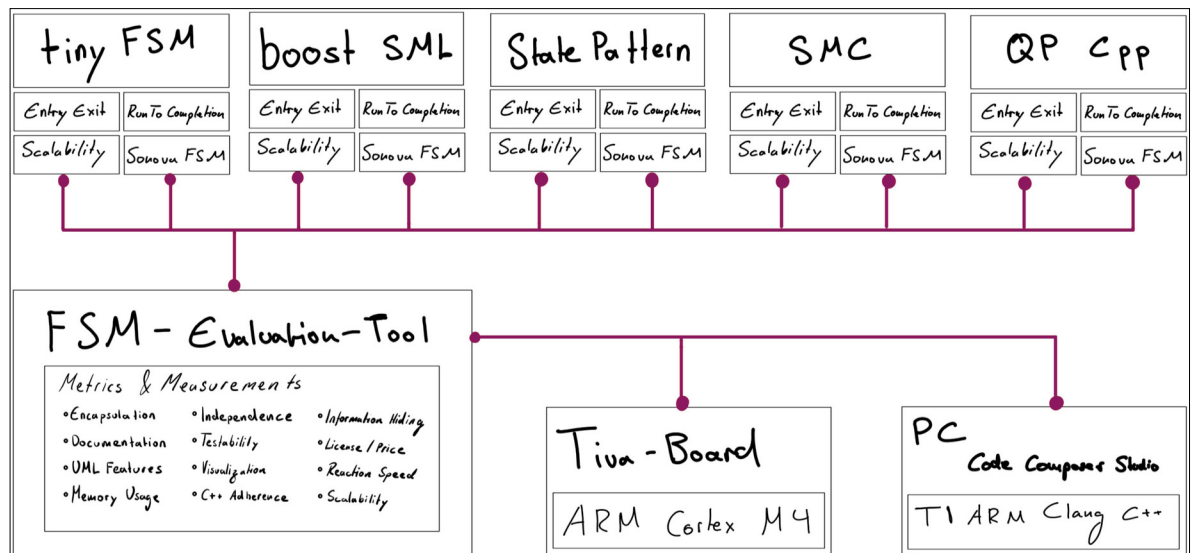 tiny FSM
Entry Exit
Run To Completion
Scalability
Sonova FSM
boost SML
Entry Exit
Run To Completion
Scalability
Sonova FSM
State Pattern
Entry Exit
Run To Completion
Scalability
Sonova FSM
SMC
Entry Exit
Run To Completion
Scalability
Sonova FSM
QP Cpp
Entry Exit
Run To Completion
Scalability
Sonova FSM
FSM - Evaluation - Tool
Metrics & Measurements
• Encapsulation
• Documentation
• UML Features
• Memory Usage
• Independence
• Testability
• Visualization
• C++ Adherence
• Information Hiding
• License / Price
• Reaction Speed
• Scalability
Tiva - Board
ARM Cortex M4
PC
Code Composer Studio
TI ARM Clang C++